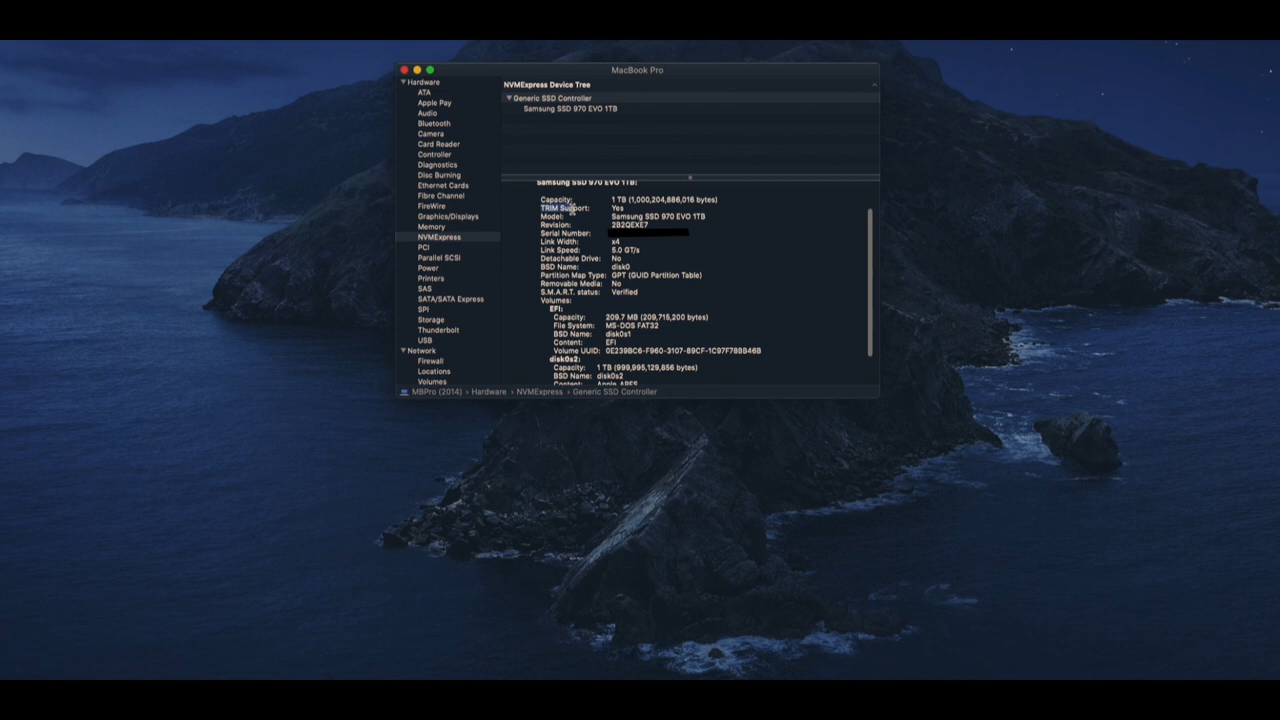 MacBook Pro
Hardware
ATA
Apple Pay
Audio
Bluetooth
Camera
Card Reader
Controller
Diagnostics
Disc Burning
Ethernet Cards
Fibre Channel
FireWire
Graphics/Displays
Memory
NVMExpress
PCI
Parallel SCSI
Power
Printers
SAS
SATA/SATA Express
SPI
Storage
Thunderbolt
USB
Network
Firewall
Locations
Volumes
NVMExpress Device Tree
Generic SSD Controller
Samsung SSD 970 EVO 1TB
Samsung SSD 970 EVO 1TB:
Capacity: 1 TB (1,000,204,886,016 bytes)
TRIM Support: Yes
Model: Samsung SSD 970 EVO 1TB
Revision: 2B2QEXE7
Serial Number:
Link Width: x4
Link Speed: 5.0 GT/s
Detachable Drive: No
BSD Name: disk0
Partition Map Type: GPT (GUID Partition Table)
Removable Media: No
S.M.A.R.T. status: Verified
Volumes:
EFI:
Capacity: 209.7 MB (209,715,200 bytes)
File System: MS-DOS FAT32
BSD Name: disk0s1
Content: EFI
Volume UUID: 0E239BC6-F960-3107-89CF-1C97F78BB46B
disk0s2:
Capacity: 1 TB (999,995,129,856 bytes)
BSD Name: disk0s2
Content: Apple_APFS
MBPro (2014) › Hardware › NVMExpress › Generic SSD Controller